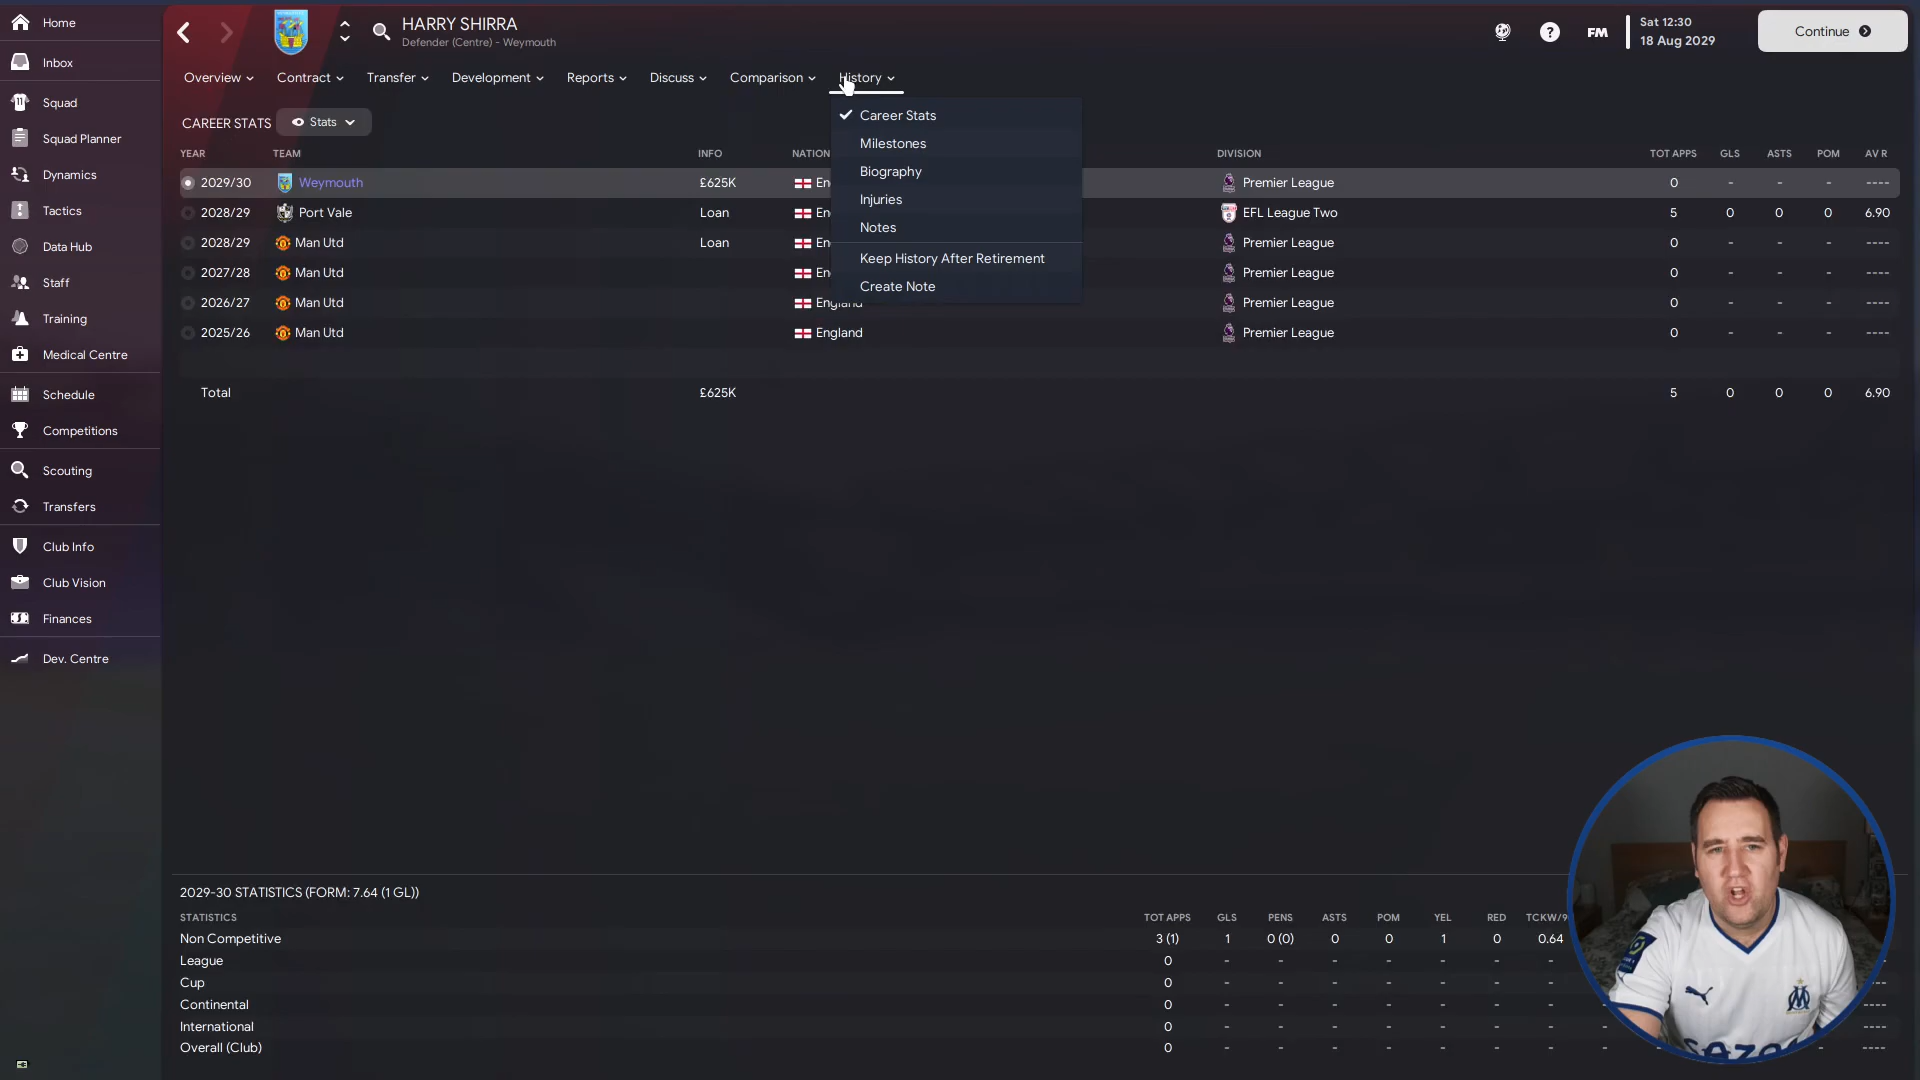 Home
Inbox
Squad
Squad Planner
Dynamics
Tactics
Data Hub
Staff
Training
Medical Centre
Schedule
Competitions
Scouting
Transfers
Club Info
Club Vision
Finances
Dev. Centre
HARRY SHIRRA
Defender (Centre) - Weymouth
FM
Sat 12:30
18 Aug 2029
Continue
Overview Contract Transfer Development Reports Discuss Comparison History
CAREER STATS Stats
Career Stats
Milestones
Biography
Injuries
Notes
Keep History After Retirement
Create Note
YEAR TEAM INFO NATION DIVISION TOT APPS GLS ASTS POM AV R
2029/30 Weymouth £625K En Premier League 0 - - - ----
2028/29 Port Vale Loan En EFL League Two 5 0 0 0 6.90
2028/29 Man Utd Loan En Premier League 0 - - - ----
2027/28 Man Utd En Premier League 0 - - - ----
2026/27 Man Utd England Premier League 0 - - - ----
2025/26 Man Utd England Premier League 0 - - - ----
Total £625K 5 0 0 0 6.90
2029-30 STATISTICS (FORM: 7.64 (1 GL))
STATISTICS TOT APPS GLS PENS ASTS POM YEL RED TCKW/9
Non Competitive 3 (1) 1 0 (0) 0 0 1 0 0.64
League 0 - - - - - - -
Cup 0 - - - - - - - ----
Continental 0 - - - - - - - ----
International 0 - - - - - - - - ----
Overall (Club) 0 - - - - - - - - - ----